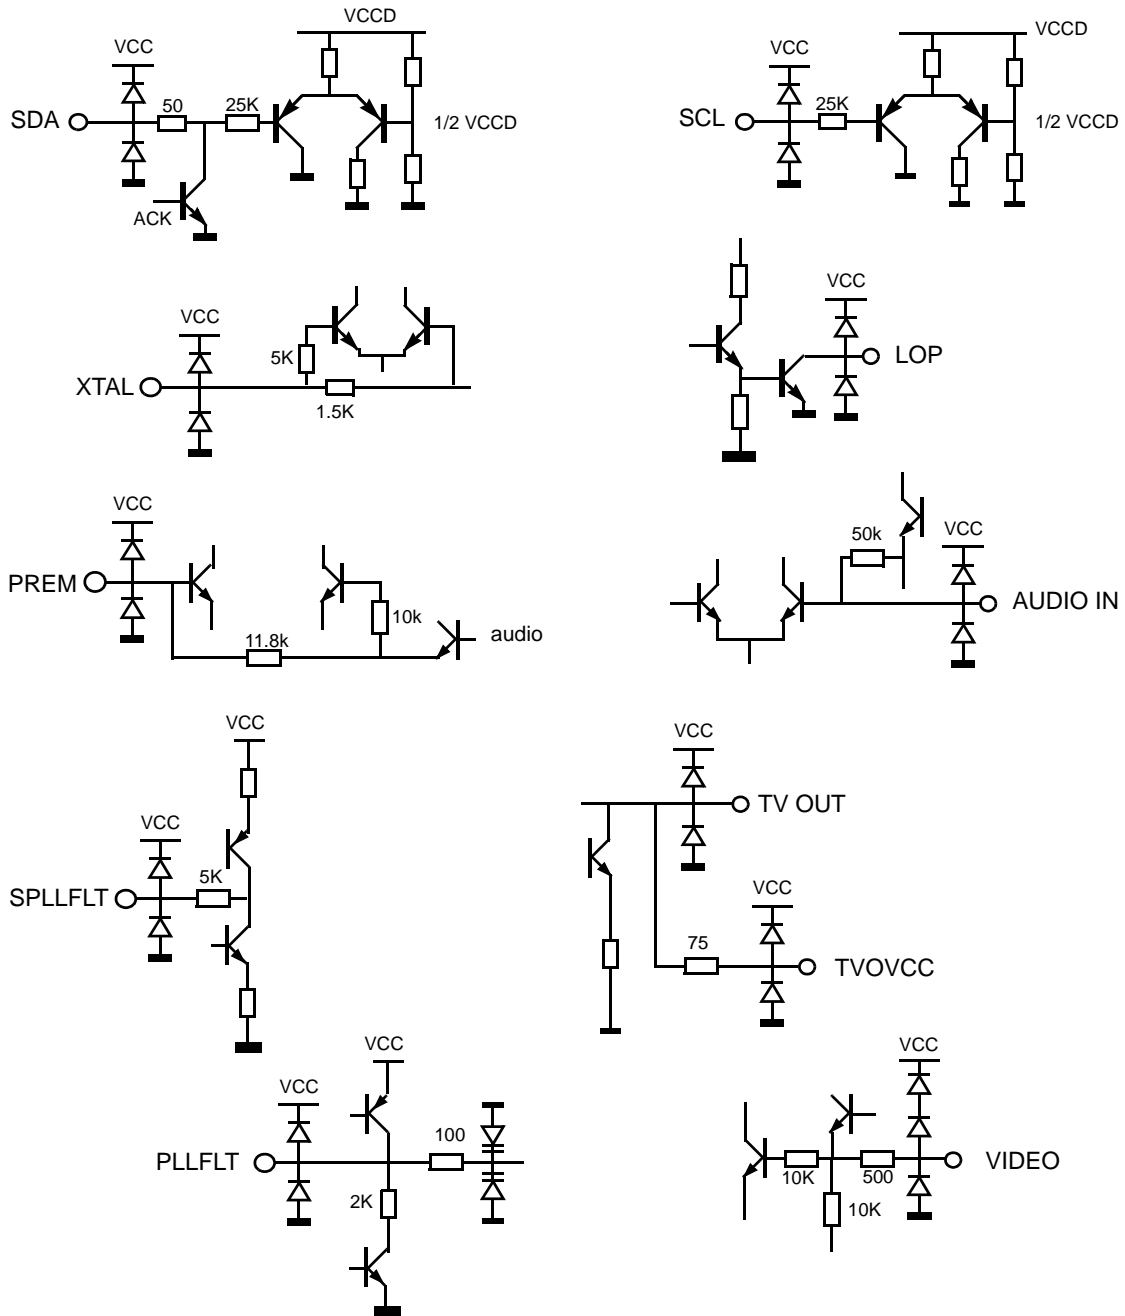 VCCD
VCC
SDA
50
25K
1/2 VCCD
ACK
VCCD
VCC
SCL
25K
1/2 VCCD
VCC
5K
XTAL
1.5K
VCC
LOP
VCC
PREM
10k
11.8k
audio
50k
VCC
AUDIO IN
VCC
VCC
5K
SPLLFLT
VCC
TV OUT
VCC
75
TVOVCC
VCC
VCC
100
PLLFLT
2K
VCC
10K
500
VIDEO
10K